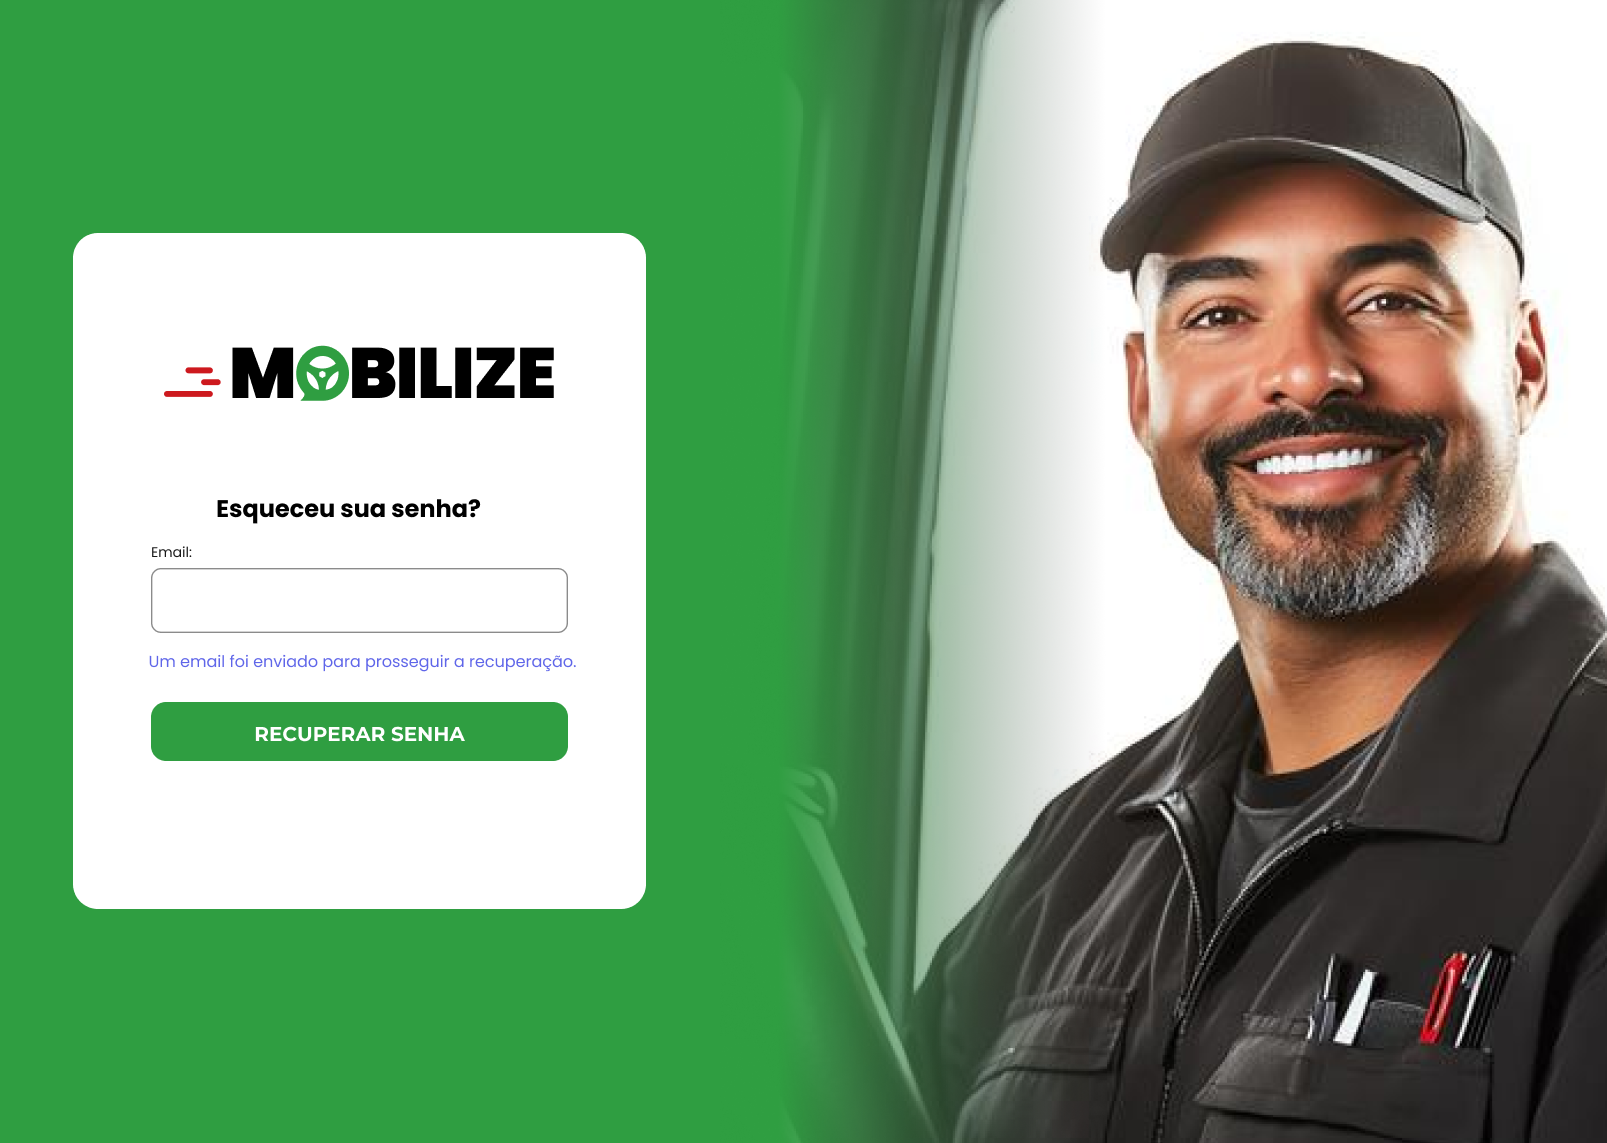 MOBILIZE
Esqueceu sua senha?
Email:
Um email foi enviado para prosseguir a recuperação.
RECUPERAR SENHA